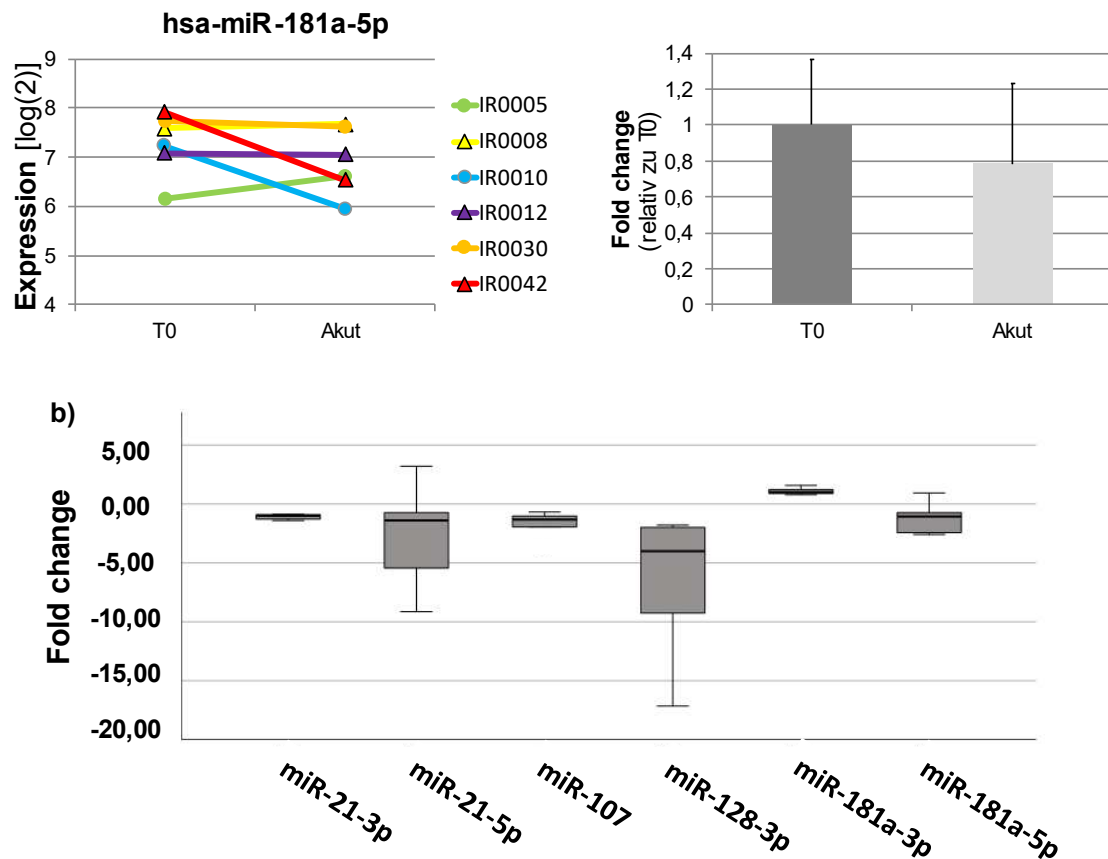 hsa-miR-181a-5p
Expression [log(2)]
9
8
7
6
5
4
T0
Akut
IR0005
IR0008
IR0010
IR0012
IR0030
IR0042
Fold change
(relativ zu T0)
1,4
1,2
1
0,8
0,6
0,4
0,2
0
T0
Akut
b)
Fold change
5,00
0,00
-5,00
-10,00
-15,00
-20,00
miR-21-3p
miR-21-5p
miR-107
miR-128-3p
miR-181a-3p
miR-181a-5p